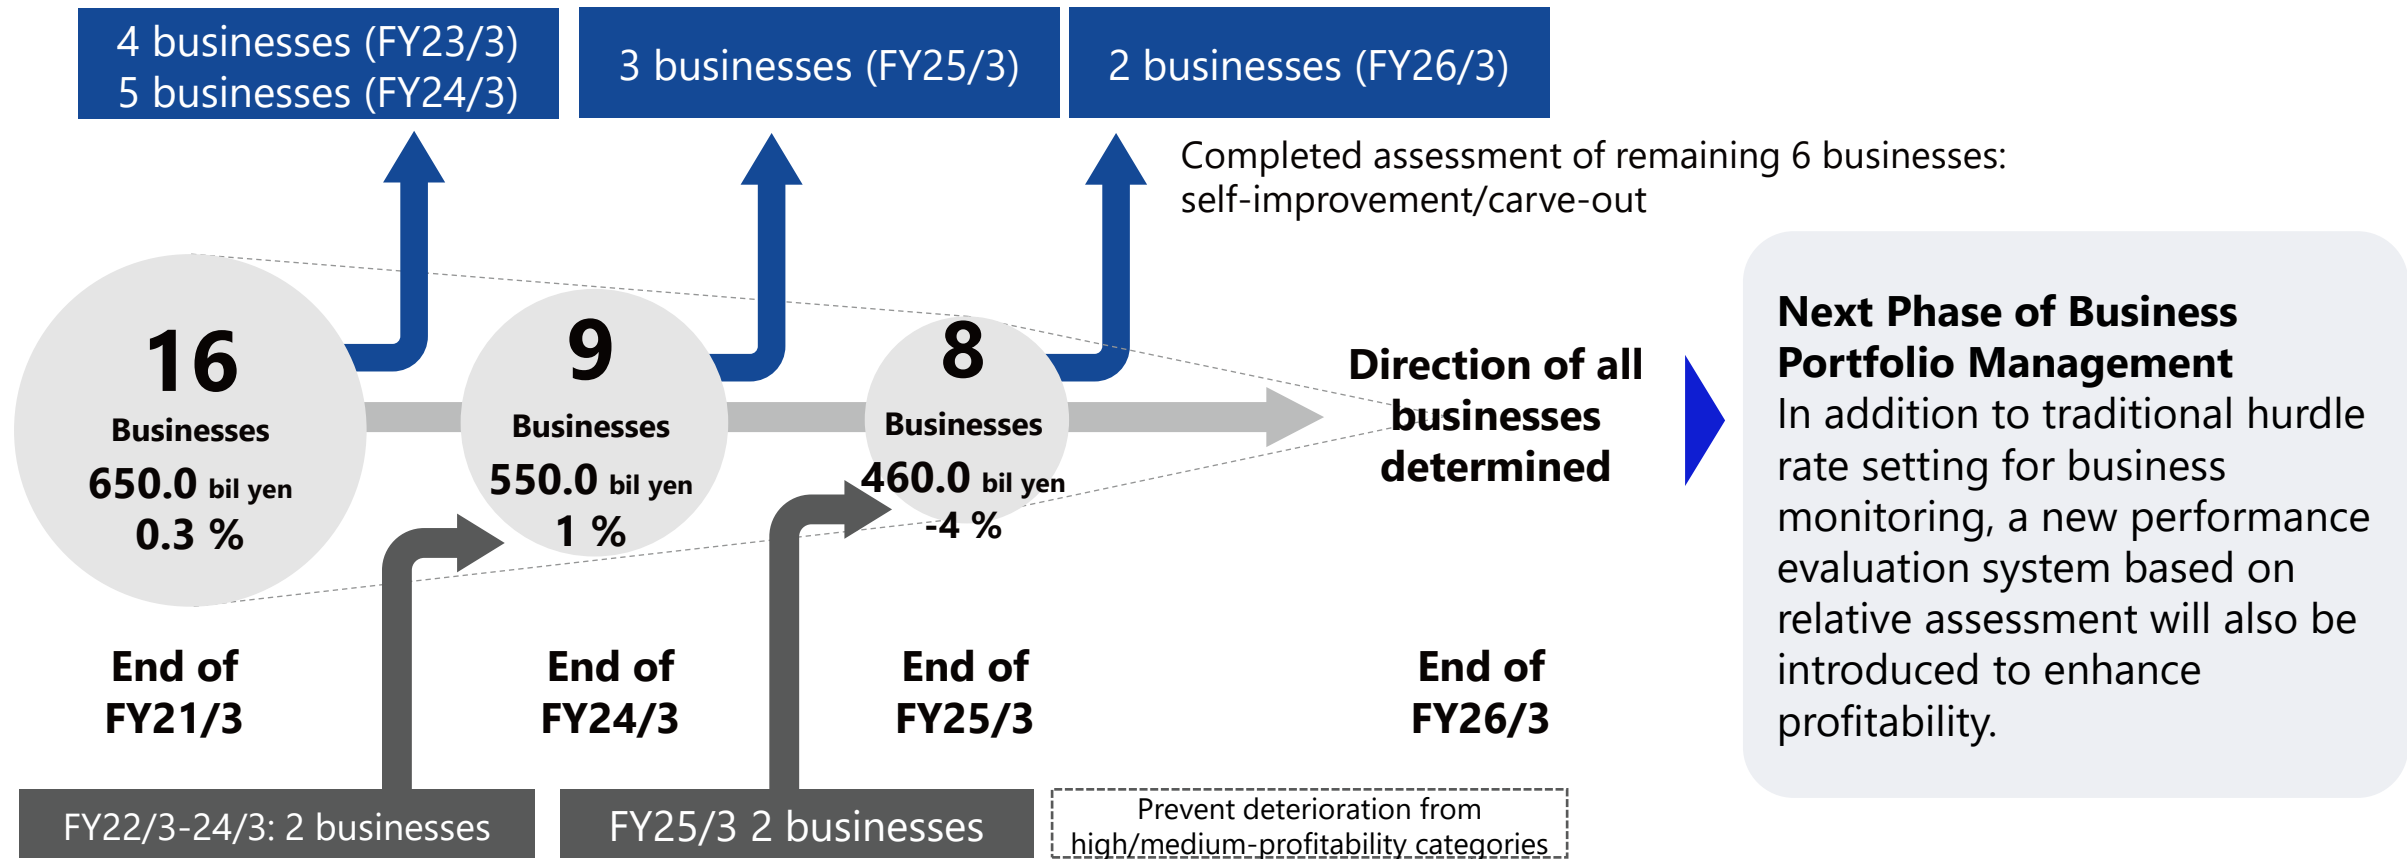 4 businesses (FY23/3)
5 businesses (FY24/3)
3 businesses (FY25/3)
2 businesses (FY26/3)
Completed assessment of remaining 6 businesses:
self-improvement/carve-out
16
Businesses
650.0 bil yen
0.3 %
9
Businesses
550.0 bil yen
1 %
8
Businesses
460.0 bil yen
-4 %
Direction of all
businesses
determined
Next Phase of Business
Portfolio Management
In addition to traditional hurdle
rate setting for business
monitoring, a new performance
evaluation system based on
relative assessment will also be
introduced to enhance
profitability.
End of
FY21/3
End of
FY24/3
End of
FY25/3
End of
FY26/3
FY22/3-24/3: 2 businesses
FY25/3 2 businesses
Prevent deterioration from
high/medium-profitability categories